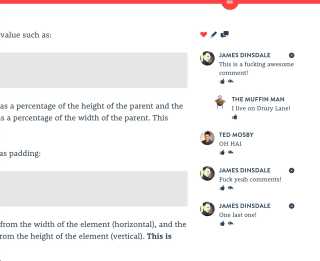 value such as:
as a percentage of the height of the parent and the
s a percentage of the width of the parent. This
as padding:
from the width of the element (horizontal), and the
rom the height of the element (vertical). This is
JAMES DINSDALE
This is a fucking awesome
comment!
THE MUFFIN MAN
I live on Drury Lane!
TED MOSBY
OH HAI
JAMES DINSDALE
Fuck yeah comments!
JAMES DINSDALE
One last one!